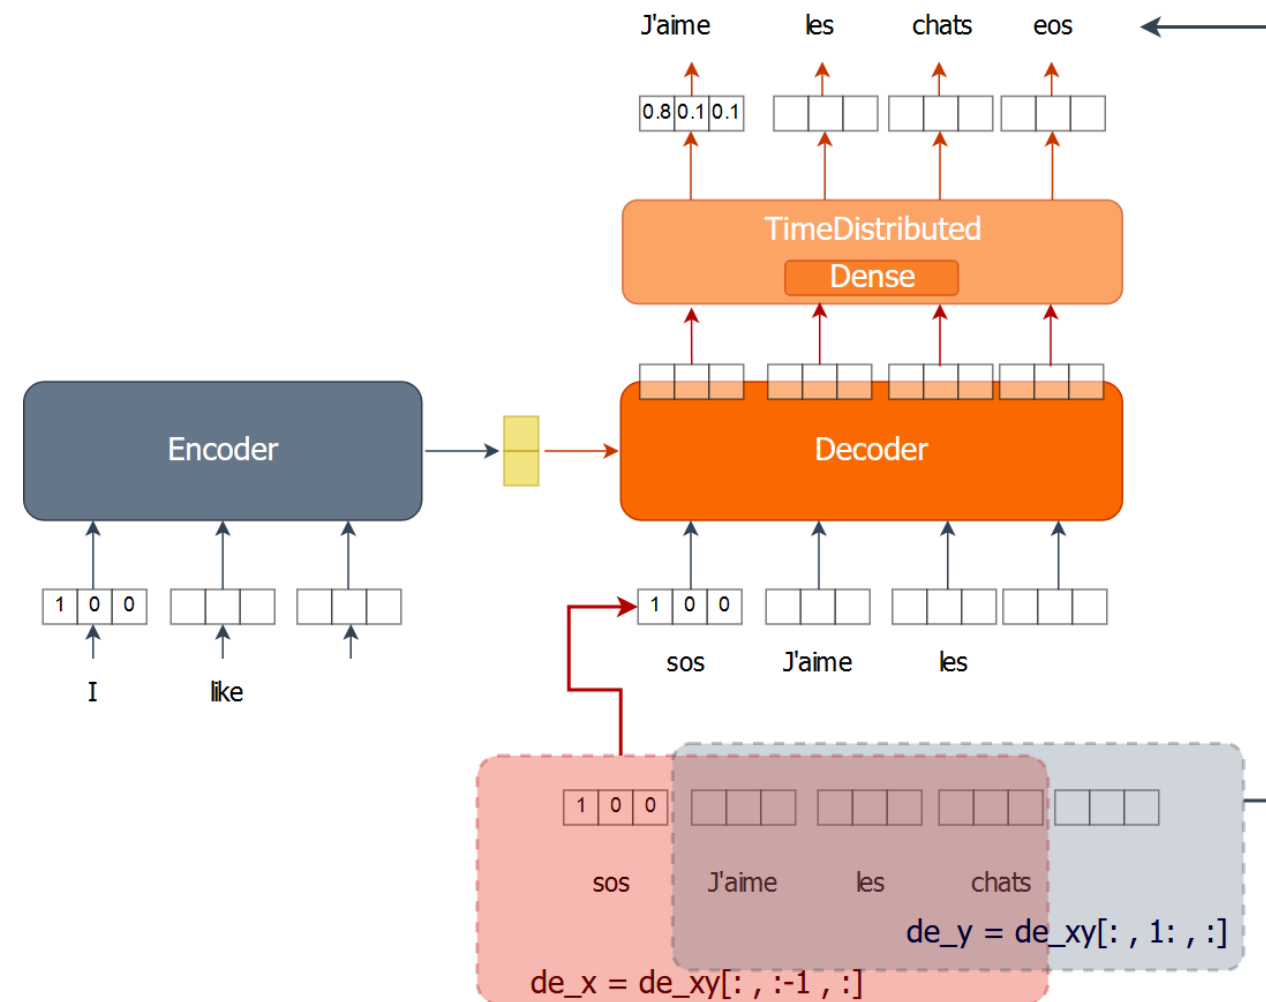 J'aime les chats eos
0.8 0.1 0.1
TimeDistributed
Dense
Encoder
Decoder
1 0 0
1 0 0
sos J'aime les
I like
1 0 0
sos J'aime les chats
de_y = de_xy[: , 1: , :]
de_x = de_xy[: , :-1 , :]